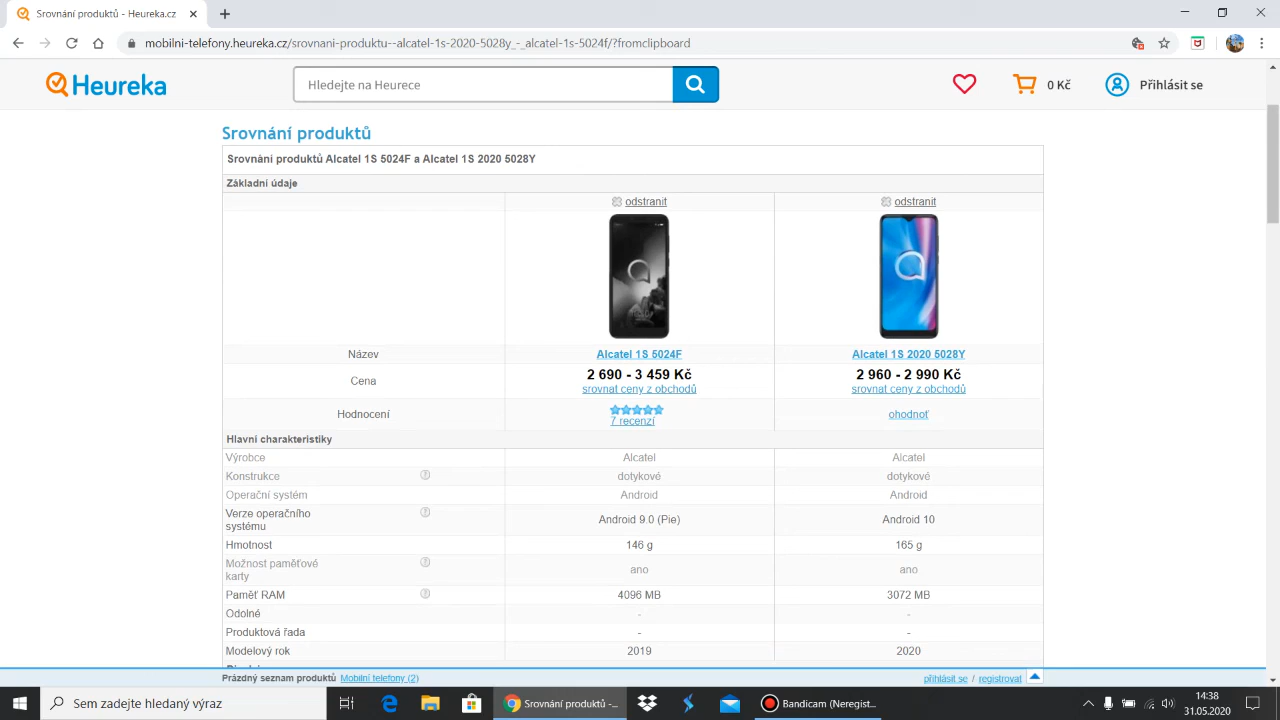 Srovnání produktů - Heureka.cz
mobilni-telefony.heureka.cz/srovnani-produktu--alcatel-1s-2020-5028y_-_alcatel-1s-5024f/?fromclipboard
Heureka
Hledejte na Heurece
0 Kč
Přihlásit se
Srovnání produktů
Srovnání produktů Alcatel 1S 5024F a Alcatel 1S 2020 5028Y
Základní údaje
odstranit odstranit
Název Alcatel 1S 5024F Alcatel 1S 2020 5028Y
Cena 2 690 - 3 459 Kč 2 960 - 2 990 Kč
srovnat ceny z obchodů srovnat ceny z obchodů
Hodnocení 7 recenzí ohodnoť
Hlavní charakteristiky
Výrobce Alcatel Alcatel
Konstrukce dotykové dotykové
Operační systém Android Android
Verze operačního systému Android 9.0 (Pie) Android 10
Hmotnost 146 g 165 g
Možnost paměťové karty ano ano
Paměť RAM 4096 MB 3072 MB
Odolné - -
Produktová řada - -
Modelový rok 2019 2020
Prázdný seznam produktů Mobilní telefony (2) přihlásit se / registrovat
Sem zadejte hledaný výraz
Srovnání produktů -...
Bandicam (Neregist...
14:38
31.05.2020